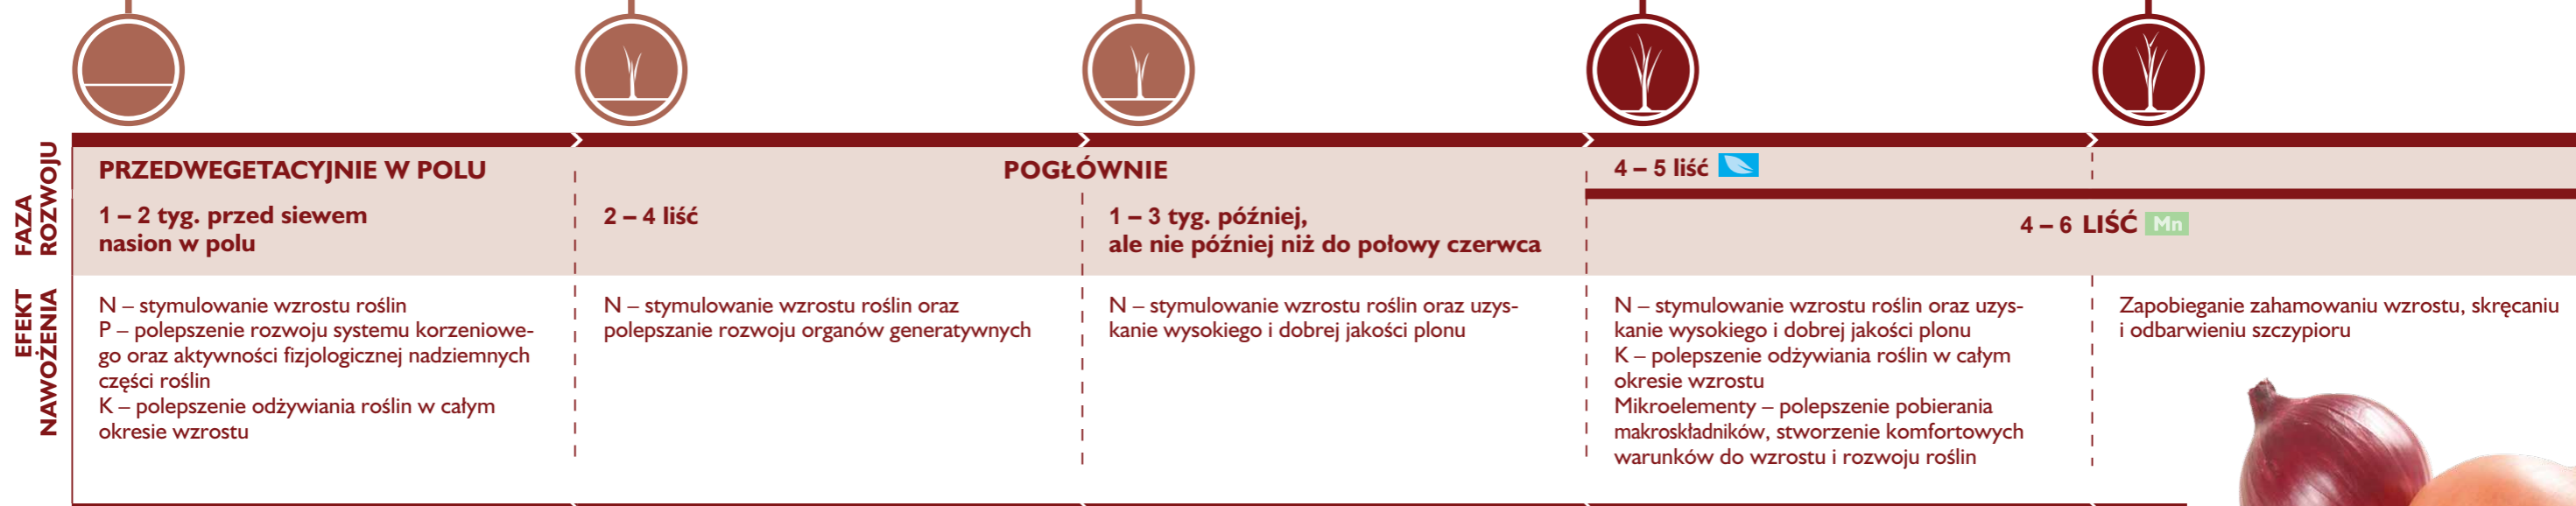 FAZA
ROZWOJU
PRZEDWEGETACYJNIE W POLU
1 – 2 tyg. przed siewem
nasion w polu
POGŁÓWNIE
2 – 4 liść
1 – 3 tyg. później,
ale nie później niż do połowy czerwca
4 – 5 liść
4 – 6 LIŚĆ Mn
EFEKT
NAWOŻENIA
N – stymulowanie wzrostu roślin
P – polepszenie rozwoju systemu korzeniowe-
go oraz aktywności fizjologicznej nadziemnych
części roślin
K – polepszenie odżywiania roślin w całym
okresie wzrostu
N – stymulowanie wzrostu roślin oraz
polepszanie rozwoju organów generatywnych
N – stymulowanie wzrostu roślin oraz uzys-
kanie wysokiego i dobrej jakości plonu
N – stymulowanie wzrostu roślin oraz uzys-
kanie wysokiego i dobrej jakości plonu
K – polepszenie odżywiania roślin w całym
okresie wzrostu
Mikroelementy – polepszenie pobierania
makroskładników, stworzenie komfortowych
warunków do wzrostu i rozwoju roślin
Zapobieganie zahamowaniu wzrostu, skręcaniu
i odbarwieniu szczypioru